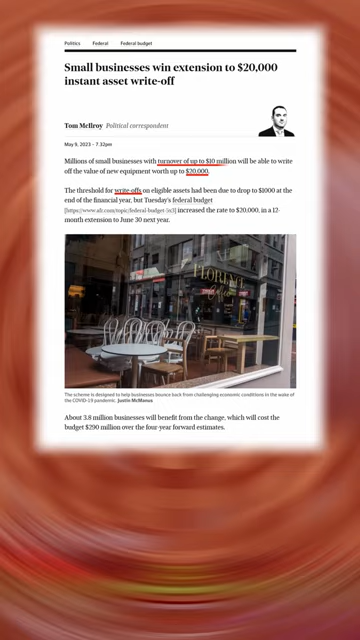 Politics Federal Federal budget
Small businesses win extension to $20,000
instant asset write-off
Tom McIlroy Political correspondent
May 9, 2023 – 7.32pm
Millions of small businesses with turnover of up to $10 million will be able to write
off the value of new equipment worth up to $20,000.
The threshold for write-offs on eligible assets had been due to drop to $1000 at the
end of the financial year, but Tuesday's federal budget
[https://www.afr.com/topic/federal-budget-1n3] increased the rate to $20,000, in a 12-
month extension to June 30 next year.
FLORENCE
The scheme is designed to help businesses bounce back from challenging economic conditions in the wake of
the COVID-19 pandemic. Justin McManus
About 3.8 million businesses will benefit from the change, which will cost the
budget $290 million over the four-year forward estimates.